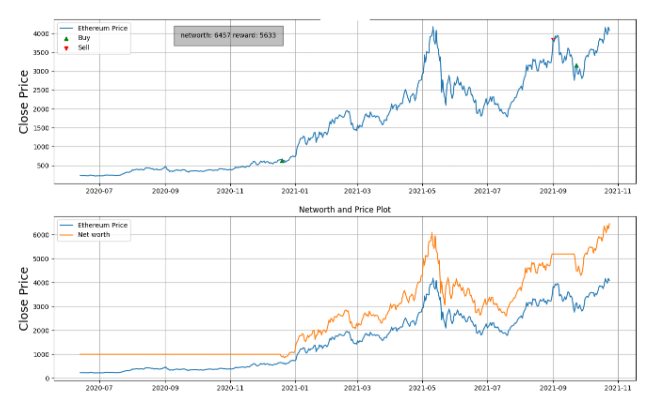 Ethereum Price
Buy
Sell
networth: 6457 reward: 5633
Close Price
4000
3500
3000
2500
2000
1500
1000
500
2020-07 2020-09 2020-11 2021-01 2021-03 2021-05 2021-07 2021-09 2021-11
Networth and Price Plot
Ethereum Price
Net worth
Close Price
6000
5000
4000
3000
2000
1000
0
2020-07 2020-09 2020-11 2021-01 2021-03 2021-05 2021-07 2021-09 2021-11